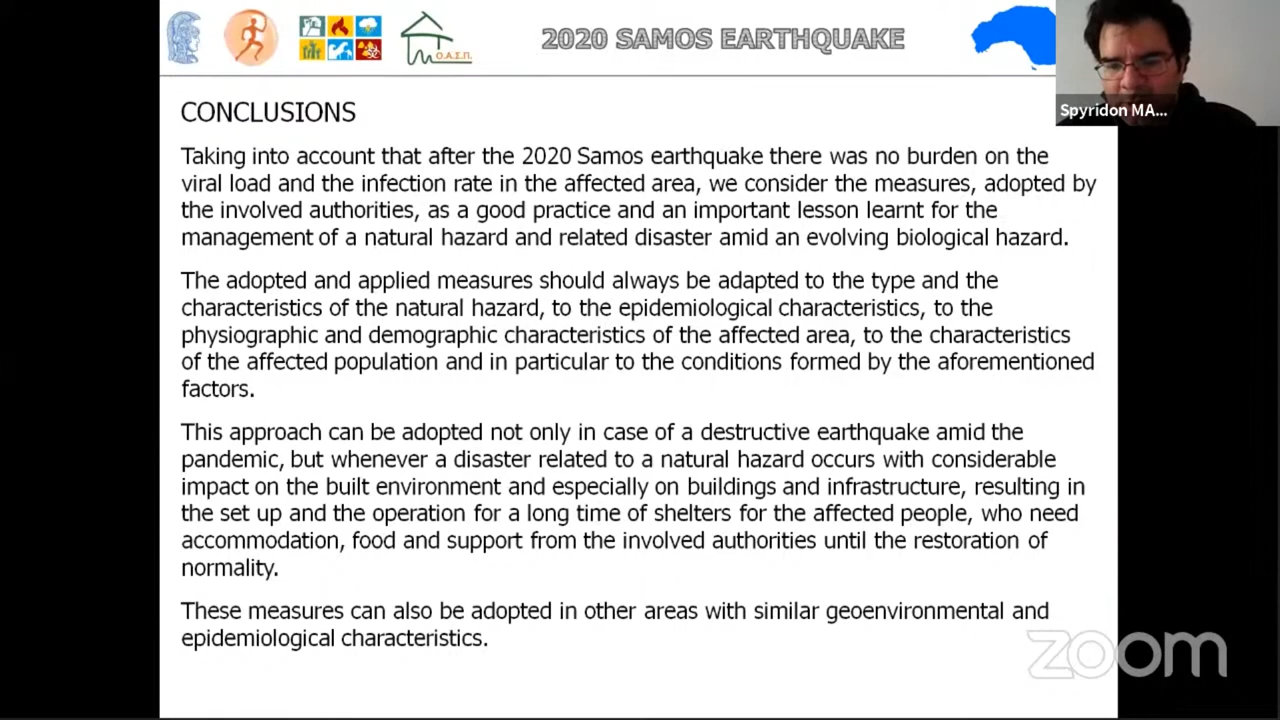 O.A.Σ.Π.
2020 SAMOS EARTHQUAKE
Spyridon MA...
CONCLUSIONS
Taking into account that after the 2020 Samos earthquake there was no burden on the
viral load and the infection rate in the affected area, we consider the measures, adopted by
the involved authorities, as a good practice and an important lesson learnt for the
management of a natural hazard and related disaster amid an evolving biological hazard.
The adopted and applied measures should always be adapted to the type and the
characteristics of the natural hazard, to the epidemiological characteristics, to the
physiographic and demographic characteristics of the affected area, to the characteristics
of the affected population and in particular to the conditions formed by the aforementioned
factors.
This approach can be adopted not only in case of a destructive earthquake amid the
pandemic, but whenever a disaster related to a natural hazard occurs with considerable
impact on the built environment and especially on buildings and infrastructure, resulting in
the set up and the operation for a long time of shelters for the affected people, who need
accommodation, food and support from the involved authorities until the restoration of
normality.
These measures can also be adopted in other areas with similar geoenvironmental and
epidemiological characteristics.
zoom